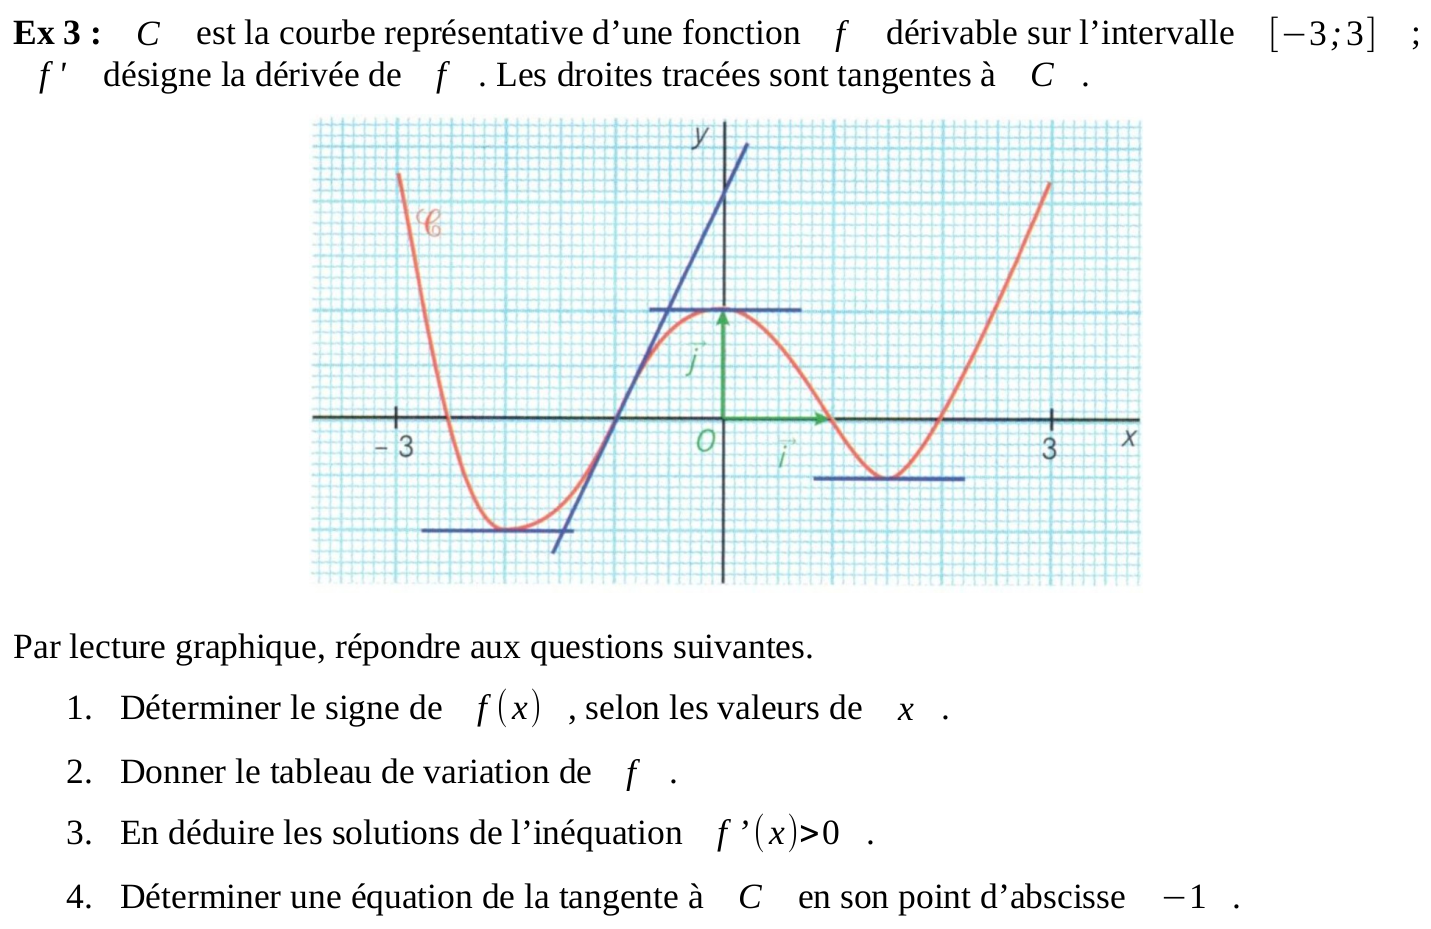 Ex 3 : C est la courbe représentative d’une fonction f dérivable sur l’intervalle [−3;3] ;
f ' désigne la dérivée de f . Les droites tracées sont tangentes à C .
y
𝒞
j⃗
− 3
O
i⃗
3
x
Par lecture graphique, répondre aux questions suivantes.
1. Déterminer le signe de f (x) , selon les valeurs de x .
2. Donner le tableau de variation de f .
3. En déduire les solutions de l’inéquation f ’(x)>0 .
4. Déterminer une équation de la tangente à C en son point d’abscisse −1 .